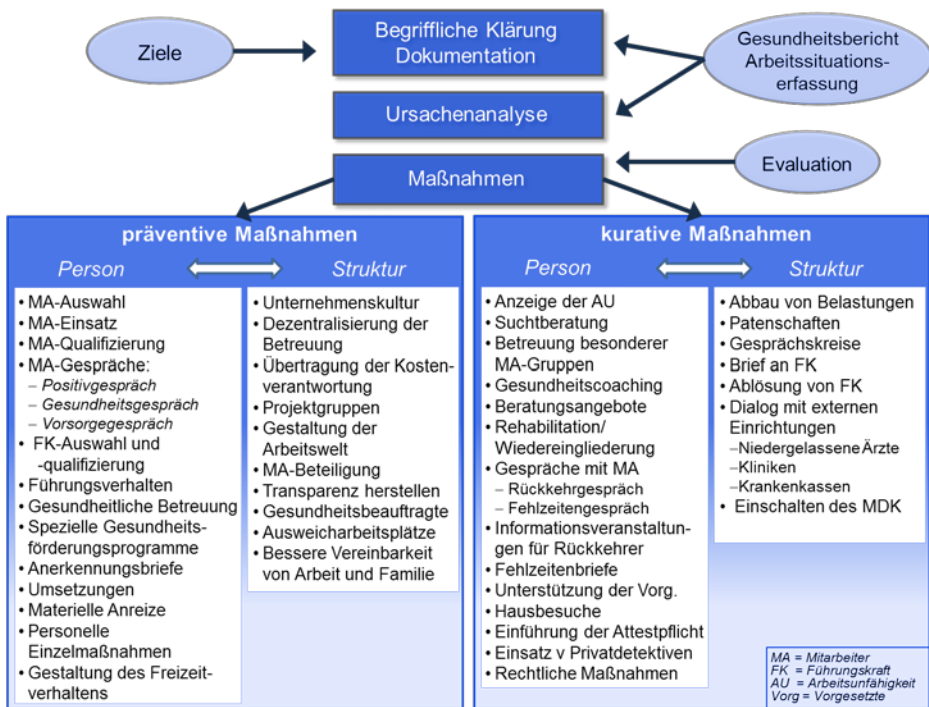 Ziele
Begriffliche Klärung
Dokumentation
Gesundheitsbericht
Arbeitssituations-
erfassung
Ursachenanalyse
Maßnahmen
Evaluation
präventive Maßnahmen
Person
Struktur
• MA-Auswahl
• MA-Einsatz
• MA-Qualifizierung
• MA-Gespräche:
– Positivgespräch
– Gesundheitsgespräch
– Vorsorgegespräch
• FK-Auswahl und
-qualifizierung
• Führungsverhalten
• Gesundheitliche Betreuung
• Spezielle Gesundheits-
förderungsprogramme
• Anerkennungsbriefe
• Umsetzungen
• Materielle Anreize
• Personelle
Einzelmaßnahmen
• Gestaltung des Freizeit-
verhaltens
• Unternehmenskultur
• Dezentralisierung der
Betreuung
• Übertragung der Kosten-
verantwortung
• Projektgruppen
• Gestaltung der
Arbeitswelt
• MA-Beteiligung
• Transparenz herstellen
• Gesundheitsbeauftragte
• Ausweicharbeitsplätze
• Bessere Vereinbarkeit
von Arbeit und Familie
kurative Maßnahmen
Person
Struktur
• Anzeige der AU
• Suchtberatung
• Betreuung besonderer
MA-Gruppen
• Gesundheitscoaching
• Beratungsangebote
• Rehabilitation/
Wiedereingliederung
• Gespräche mit MA
– Rückkehrgespräch
– Fehlzeitengespräch
• Informationsveranstaltun-
gen für Rückkehrer
• Fehlzeitenbriefe
• Unterstützung der Vorg.
• Hausbesuche
• Einführung der Attestpflicht
• Einsatz v Privatdetektiven
• Rechtliche Maßnahmen
• Abbau von Belastungen
• Patenschaften
• Gesprächskreise
• Brief an FK
• Ablösung von FK
• Dialog mit externen
Einrichtungen
–Niedergelassene Ärzte
–Kliniken
–Krankenkassen
• Einschalten des MDK
MA = Mitarbeiter
FK = Führungskraft
AU = Arbeitsunfähigkeit
Vorg = Vorgesetzte